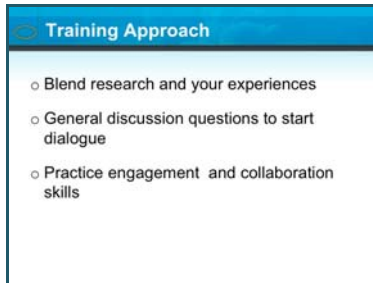 Training Approach
Blend research and your experiences
General discussion questions to start
dialogue
Practice engagement and collaboration
skills